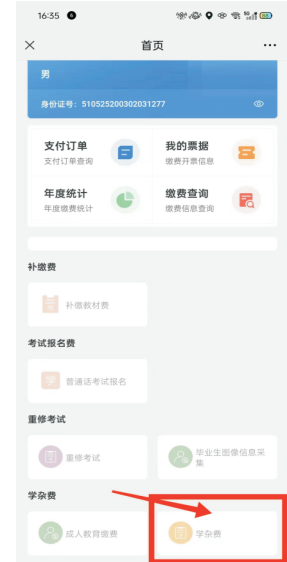 16:35
首页
男
身份证号：510525200302031277
支付订单
支付订单查询
我的票据
缴费开票信息
年度统计
年度缴费统计
缴费查询
缴费信息查询
补缴费
补缴教材费
考试报名费
普通话考试报名
重修考试
重修考试
毕业生图像信息采
集
学杂费
成人教育缴费
学杂费